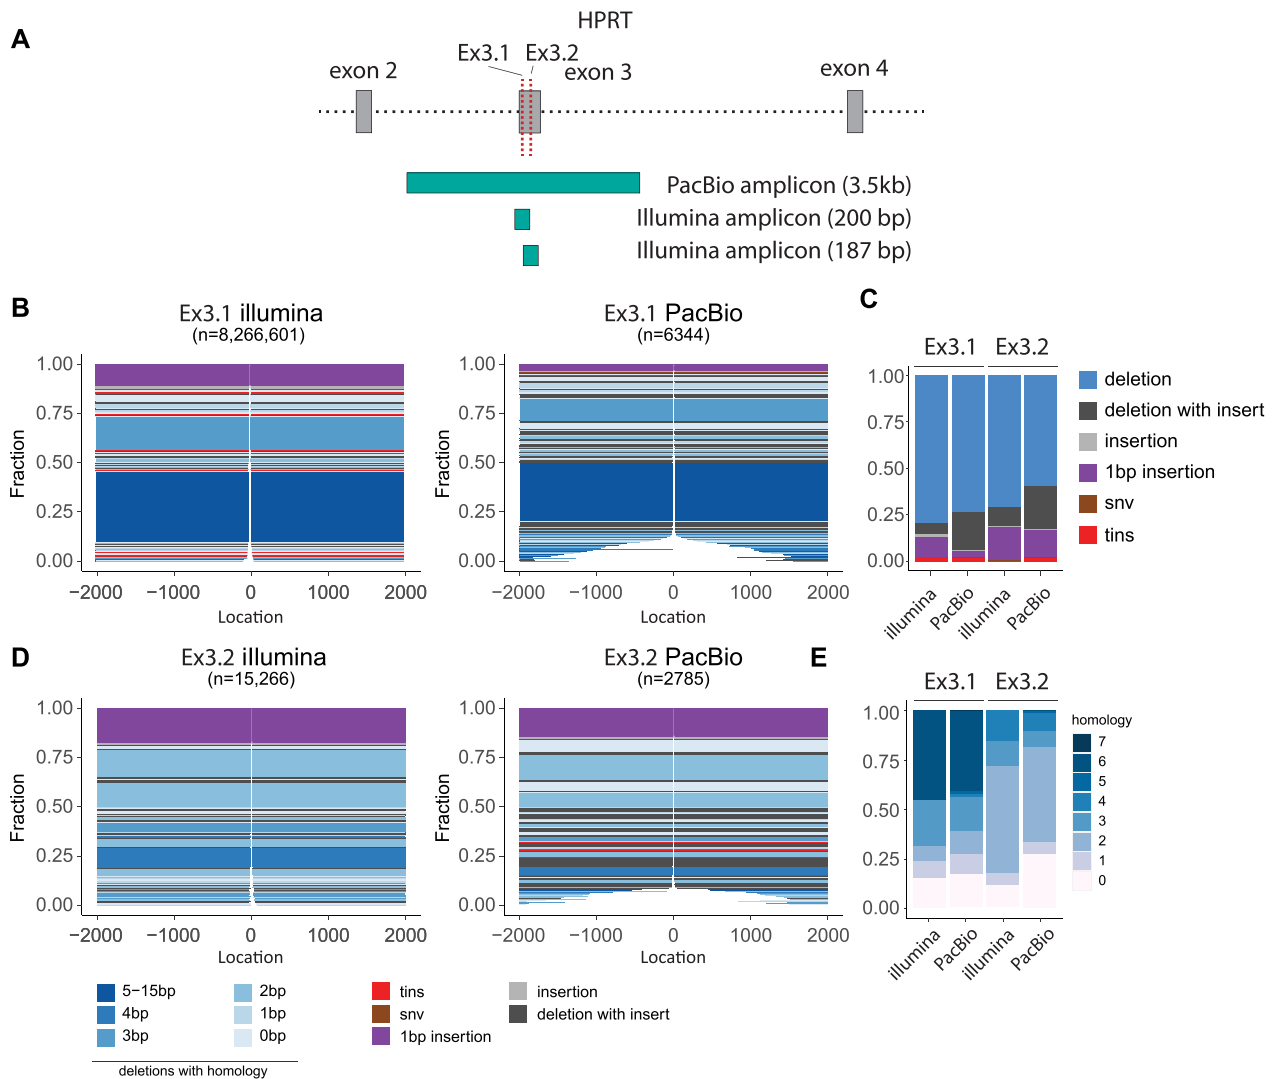 A
HPRT
Ex3.1 Ex3.2
exon 2
exon 3
exon 4
PacBio amplicon (3.5kb)
Illumina amplicon (200 bp)
Illumina amplicon (187 bp)
B
Ex3.1 illumina
(n=8,266,601)
Fraction
1.00
0.75
0.50
0.25
0.00
−2000 −1000 0 1000 2000
Location
Ex3.1 PacBio
(n=6344)
Fraction
1.00
0.75
0.50
0.25
0.00
−2000 −1000 0 1000 2000
Location
C
Ex3.1 Ex3.2
1.00
0.75
0.50
0.25
0.00
illumina PacBio illumina PacBio
deletion
deletion with insert
insertion
1bp insertion
snv
tins
D
Ex3.2 illumina
(n=15,266)
Fraction
1.00
0.75
0.50
0.25
0.00
−2000 −1000 0 1000 2000
Location
Ex3.2 PacBio
(n=2785)
Fraction
1.00
0.75
0.50
0.25
0.00
−2000 −1000 0 1000 2000
Location
E
Ex3.1 Ex3.2
1.00
0.75
0.50
0.25
0.00
illumina PacBio illumina PacBio
homology
7
6
5
4
3
2
1
0
5−15bp
4bp
3bp
2bp
1bp
0bp
deletions with homology
tins
snv
1bp insertion
insertion
deletion with insert